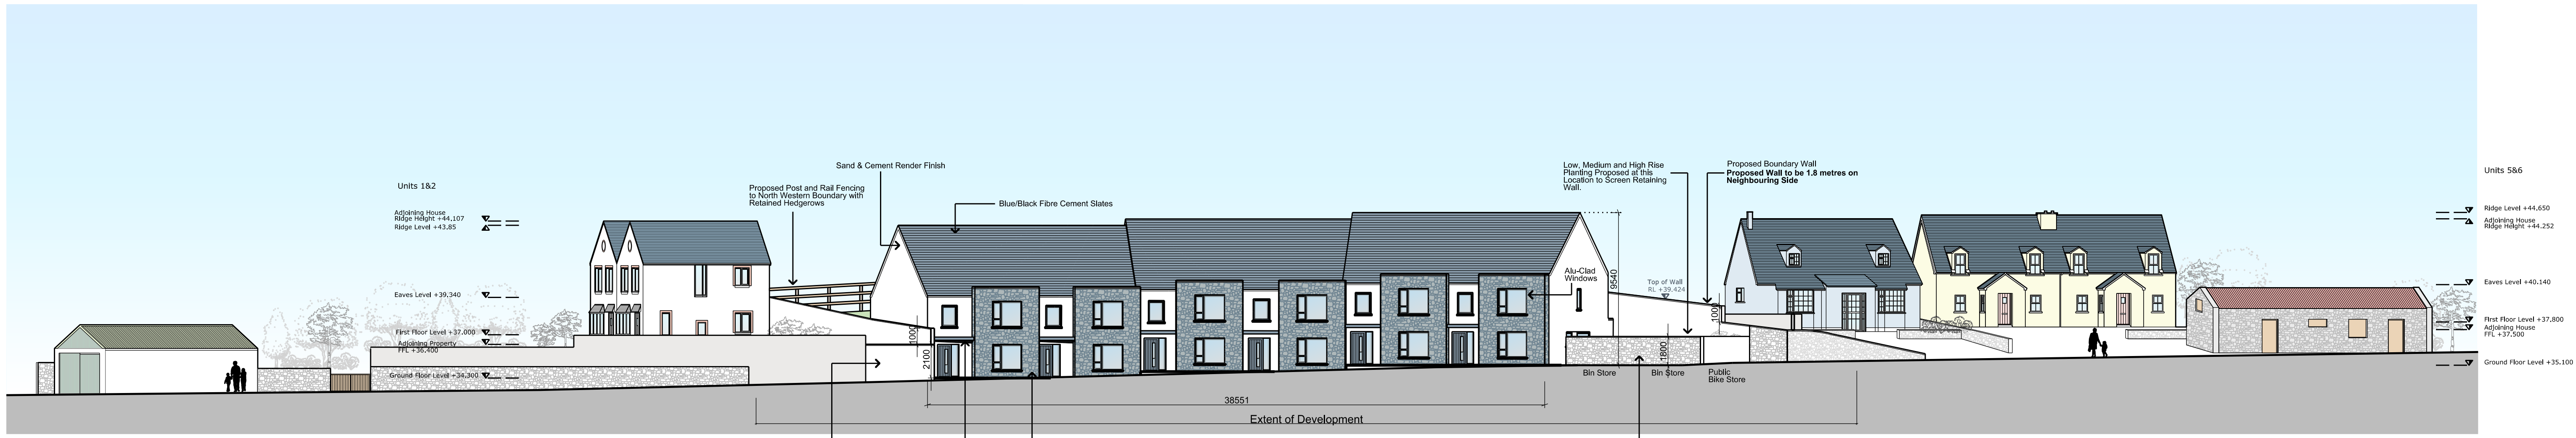 Units 1&2
Adjoining House
Ridge Height +44,107
Ridge Level +43.85
Eaves Level +39,340
First Floor Level +37,000
Adjoining Property
FFL +36,400
Ground Floor Level +34,300
Proposed Post and Rail Fencing
to North Western Boundary with
Retained Hedgerows
Sand & Cement Render Finish
Blue/Black Fibre Cement Slates
1000
2100
Alu-Clad
Windows
9540
Low, Medium and High Rise
Planting Proposed at this
Location to Screen Retaining
Wall.
Top of Wall
RL +39.424
Proposed Boundary Wall
Proposed Wall to be 1.8 metres on
Neighbouring Side
1000
1800
Bin Store
Bin Store
Public
Bike Store
38551
Extent of Development
Units 5&6
Ridge Level +44,650
Adjoining House
Ridge Height +44.252
Eaves Level +40.140
First Floor Level +37,800
Adjoining House
FFL +37,500
Ground Floor Level +35.100